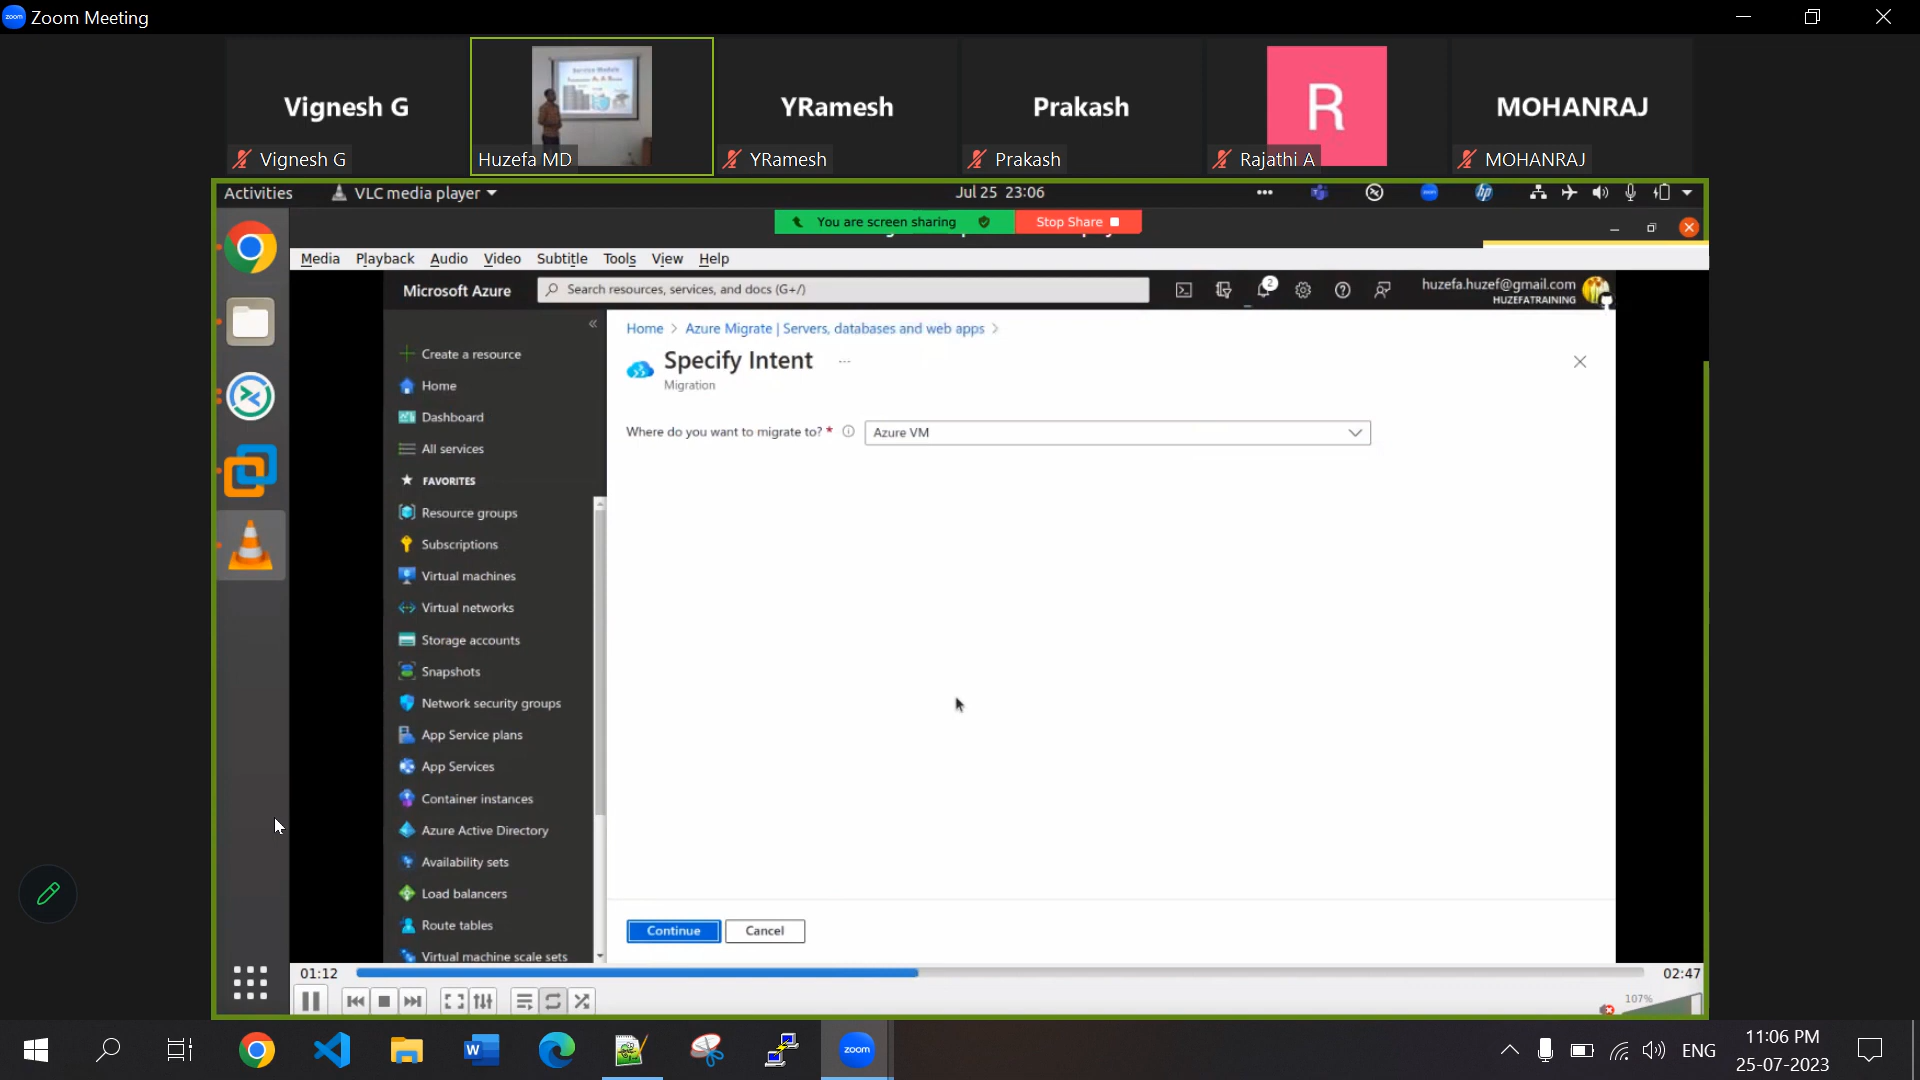 Zoom Meeting
Vignesh G
Vignesh G
Service Models
Huzefa MD
YRamesh
YRamesh
Prakash
Prakash
R
Rajathi A
MOHANRAJ
MOHANRAJ
Activities
VLC media player
Jul 25 23:06
You are screen sharing
Stop Share
Media Playback Audio Video Subtitle Tools View Help
Microsoft Azure
Search resources, services, and docs (G+/)
2
huzefa.huzef@gmail.com
HUZEFATRAINING
Home > Azure Migrate | Servers, databases and web apps >
Specify Intent ...
Migration
Where do you want to migrate to? *
Azure VM
Create a resource
Home
Dashboard
All services
FAVORITES
Resource groups
Subscriptions
Virtual machines
Virtual networks
Storage accounts
Snapshots
Network security groups
App Service plans
App Services
Container instances
Azure Active Directory
Availability sets
Load balancers
Route tables
Virtual machine scale sets
Continue
Cancel
01:12
02:47
107%
zoom
ENG
11:06 PM
25-07-2023